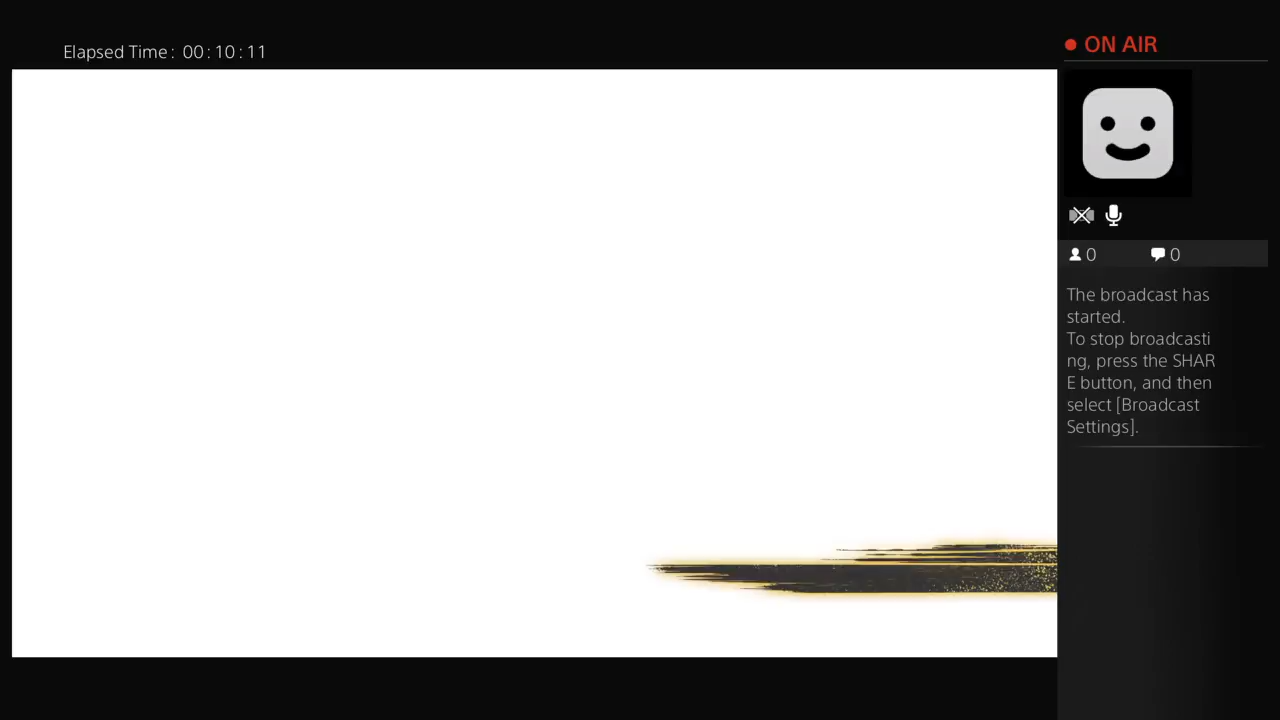 Elapsed Time: 00:10:11
ON AIR
0 0
The broadcast has
started.
To stop broadcasti
ng, press the SHAR
E button, and then
select [Broadcast
Settings].